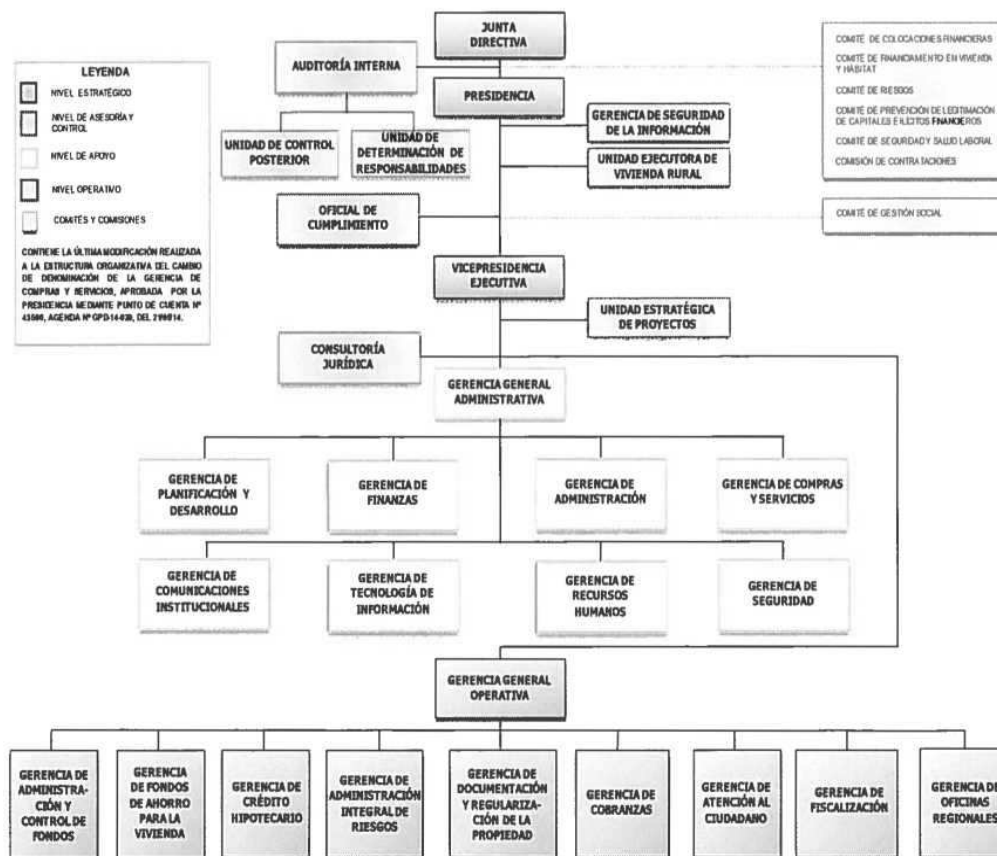 JUNTA
DIRECTIVA
AUDITORÍA INTERNA
PRESIDENCIA
UNIDAD DE CONTROL
POSTERIOR
UNIDAD DE
DETERMINACIÓN DE
RESPONSABILIDADES
GERENCIA DE SEGURIDAD
DE LA INFORMACIÓN
UNIDAD EJECUTORA DE
VIVIENDA RURAL
OFICIAL DE
CUMPLIMIENTO
COMITÉ DE COLOCACIONES FINANCIERAS
COMITÉ DE FINANCIAMIENTO EN VIVIENDA
Y HÁBITAT
COMITÉ DE RIESGOS
COMITÉ DE PREVENCIÓN DE LEGITIMACIÓN
DE CAPITALES E ILÍCITOS FINANCIEROS
COMITÉ DE SEGURIDAD Y SALUD LABORAL
COMISIÓN DE CONTRATACIONES
COMITÉ DE GESTIÓN SOCIAL
LEYENDA
NIVEL ESTRATÉGICO
NIVEL DE ASESORÍA Y
CONTROL
NIVEL DE APOYO
NIVEL OPERATIVO
COMITÉS Y COMISIONES
CONTIENE LA ÚLTIMA MODIFICACIÓN REALIZADA
A LA ESTRUCTURA ORGANIZATIVA DEL CAMBIO
DE DENOMINACIÓN DE LA GERENCIA DE
COMPRAS Y SERVICIOS, APROBADA POR LA
PRESIDENCIA MEDIANTE PUNTO DE CUENTA Nº
AGENDA Nº DEL
VICEPRESIDENCIA
EJECUTIVA
UNIDAD ESTRATÉGICA
DE PROYECTOS
CONSULTORÍA
JURÍDICA
GERENCIA GENERAL
ADMINISTRATIVA
GERENCIA DE
PLANIFICACIÓN Y
DESARROLLO
GERENCIA DE
FINANZAS
GERENCIA DE
ADMINISTRACIÓN
GERENCIA DE COMPRAS
Y SERVICIOS
GERENCIA DE
COMUNICACIONES
INSTITUCIONALES
GERENCIA DE
TECNOLOGÍA DE
INFORMACIÓN
GERENCIA DE
RECURSOS
HUMANOS
GERENCIA DE
SEGURIDAD
GERENCIA GENERAL
OPERATIVA
GERENCIA DE
ADMINISTRA-
CIÓN Y
CONTROL DE
FONDOS
GERENCIA
DE FONDOS
DE AHORRO
PARA LA
VIVIENDA
GERENCIA DE
CRÉDITO
HIPOTECARIO
GERENCIA DE
ADMINISTRACIÓN
INTEGRAL DE
RIESGOS
GERENCIA DE
DOCUMENTACIÓN
Y REGULARIZA-
CIÓN DE LA
PROPIEDAD
GERENCIA DE
COBRANZAS
GERENCIA DE
ATENCIÓN AL
CIUDADANO
GERENCIA DE
FISCALIZACIÓN
GERENCIA DE
OFICINAS
REGIONALES